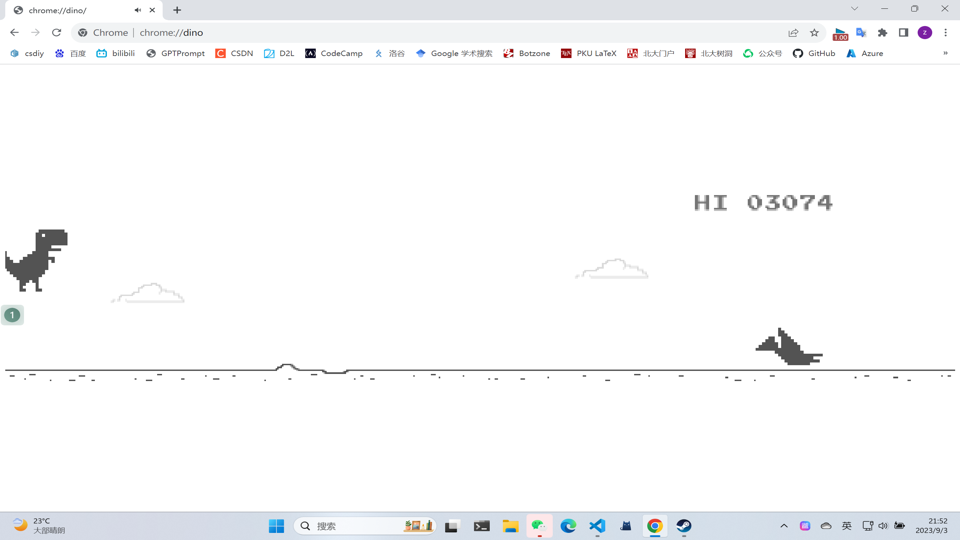 chrome://dino/
Chrome | chrome://dino
1.00
z
csdiy 百度 bilibili GPTPrompt CSDN D2L CodeCamp 洛谷 Google 学术搜索 Botzone PKU LaTeX 北大门户 北大树洞 公众号 GitHub Azure »
HI 03074
1
23°C
大部晴朗
搜索
英
21:52
2023/9/3